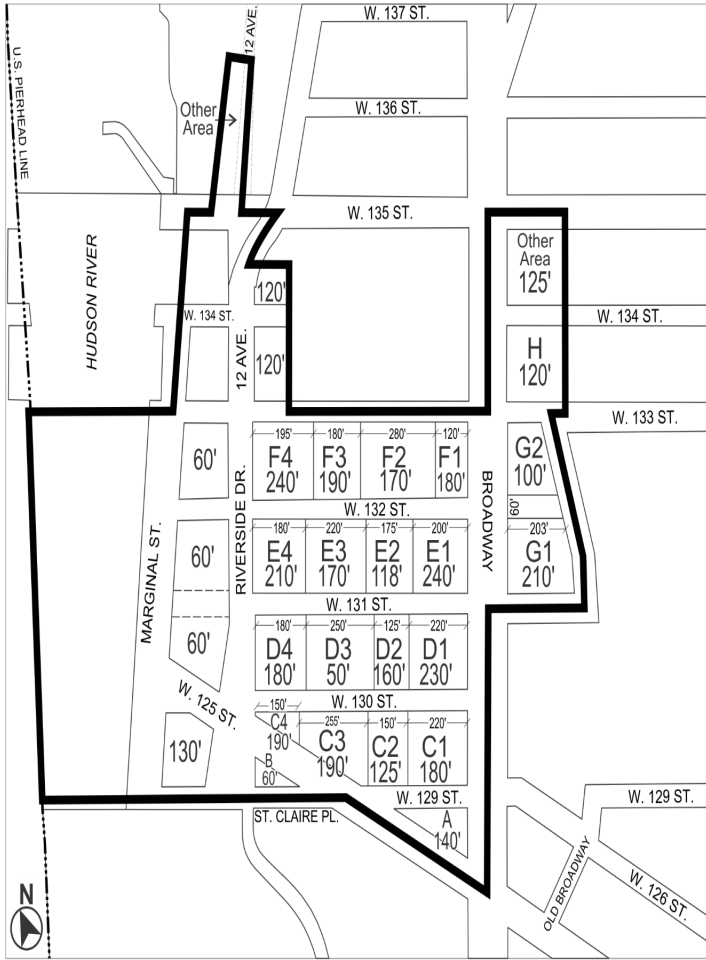 W. 137 ST.
12 AVE.
U.S. PIERHEAD LINE
Other
Area
W. 136 ST.
W. 135 ST.
HUDSON RIVER
Other
Area
125'
120'
W. 134 ST.
W. 134 ST.
12 AVE.
120'
H
120'
W. 133 ST.
195'
180'
280'
120'
60'
F4
240'
F3
190'
F2
170'
F1
180'
G2
100'
BROADWAY
RIVERSIDE DR.
W. 132 ST.
60'
MARGINAL ST.
60'
180'
220'
175'
200'
203'
E4
210'
E3
170'
E2
118'
E1
240'
G1
210'
W. 131 ST.
60'
180'
250'
125'
220'
D4
180'
D3
50'
D2
160'
D1
230'
W. 125 ST.
W. 130 ST.
150'
255'
150'
220'
C4
190'
C3
190'
C2
125'
C1
180'
130'
B
60'
W. 129 ST.
W. 129 ST.
ST. CLAIRE PL.
A
140'
OLD BROADWAY
W. 126 ST.
N